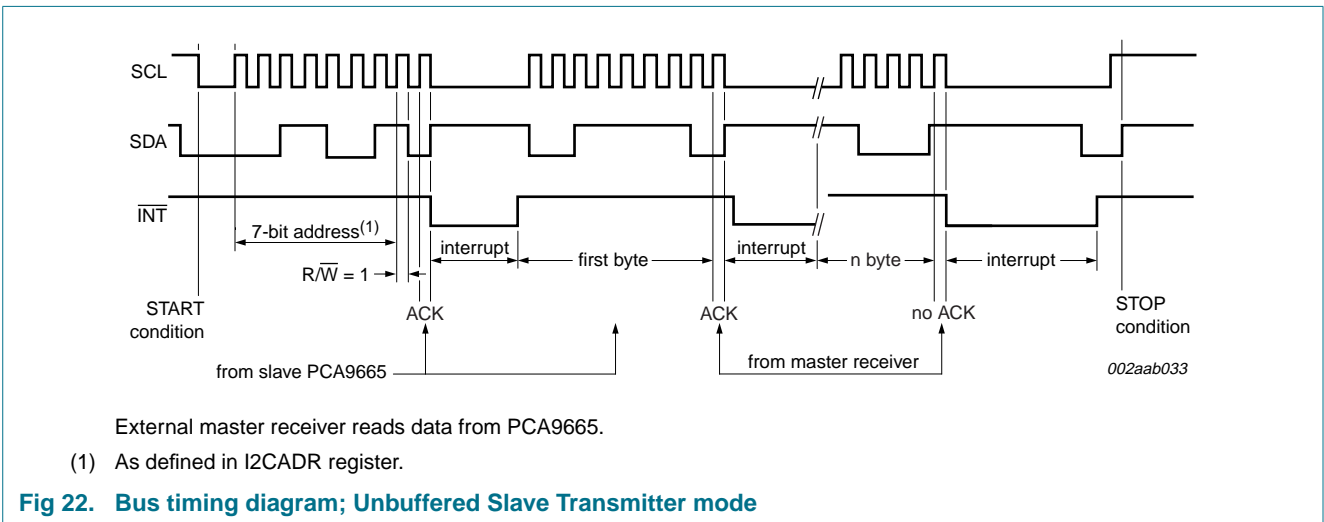 SCL
SDA
INT
7-bit address(1)
R/W = 1
interrupt
first byte
interrupt
n byte
interrupt
START
condition
ACK
ACK
no ACK
STOP
condition
from slave PCA9665
from master receiver
002aab033
External master receiver reads data from PCA9665.
(1) As defined in I2CADR register.
Fig 22. Bus timing diagram; Unbuffered Slave Transmitter mode